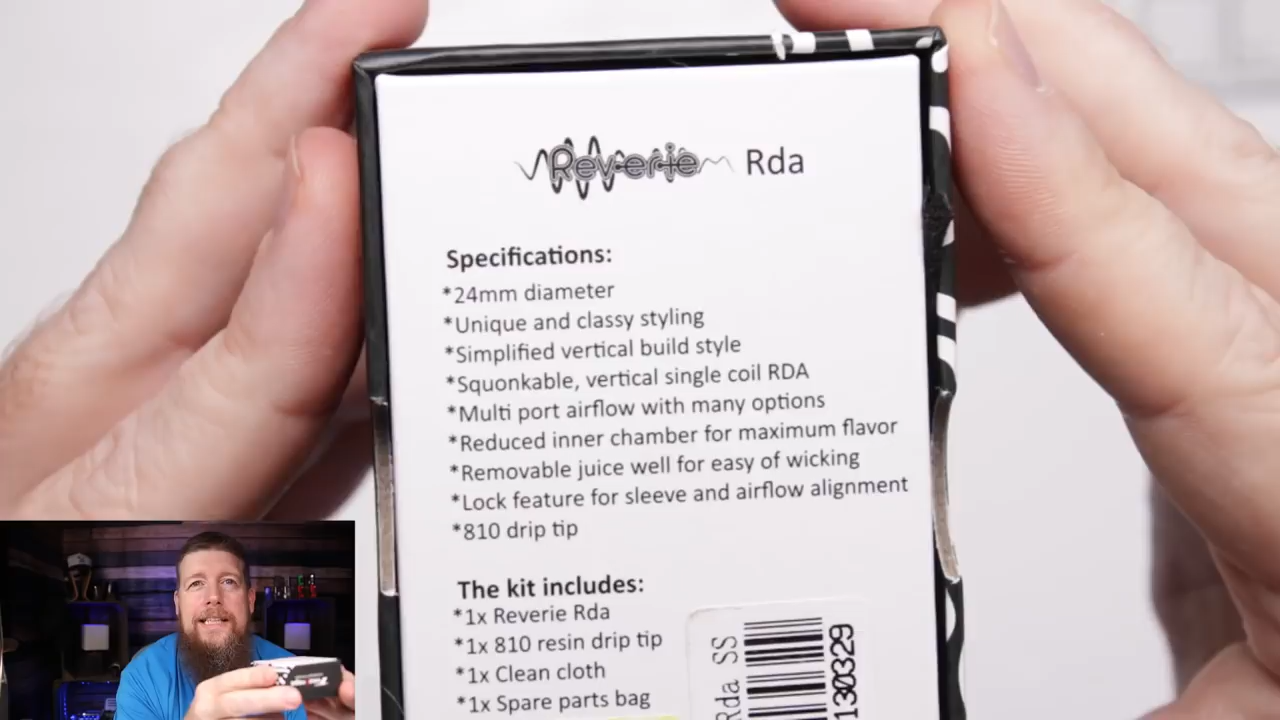 Reverie Rda
Specifications:
*24mm diameter
*Unique and classy styling
*Simplified vertical build style
*Squonkable, vertical single coil RDA
*Multi port airflow with many options
*Reduced inner chamber for maximum flavor
*Removable juice well for easy of wicking
*Lock feature for sleeve and airflow alignment
*810 drip tip
The kit includes:
*1x Reverie Rda
*1x 810 resin drip tip
*1x Clean cloth
*1x Spare parts bag
Rda SS
130329